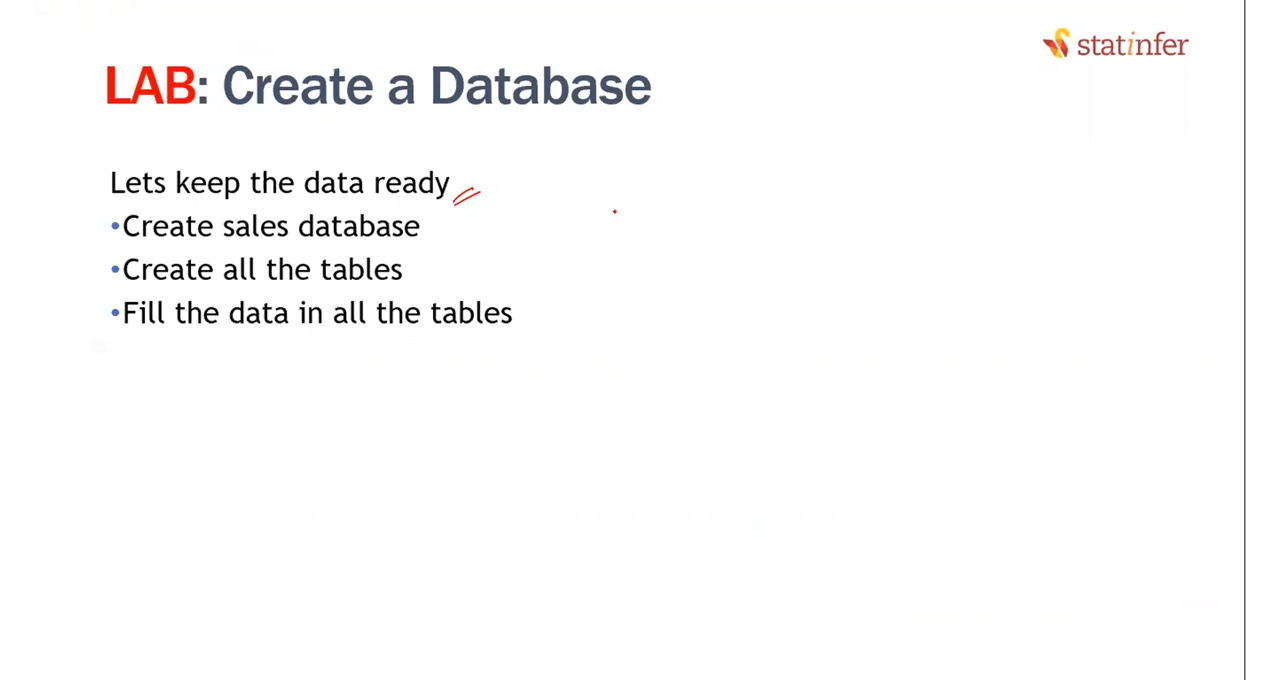 statinfer
LAB: Create a Database
Lets keep the data ready
•Create sales database
•Create all the tables
•Fill the data in all the tables